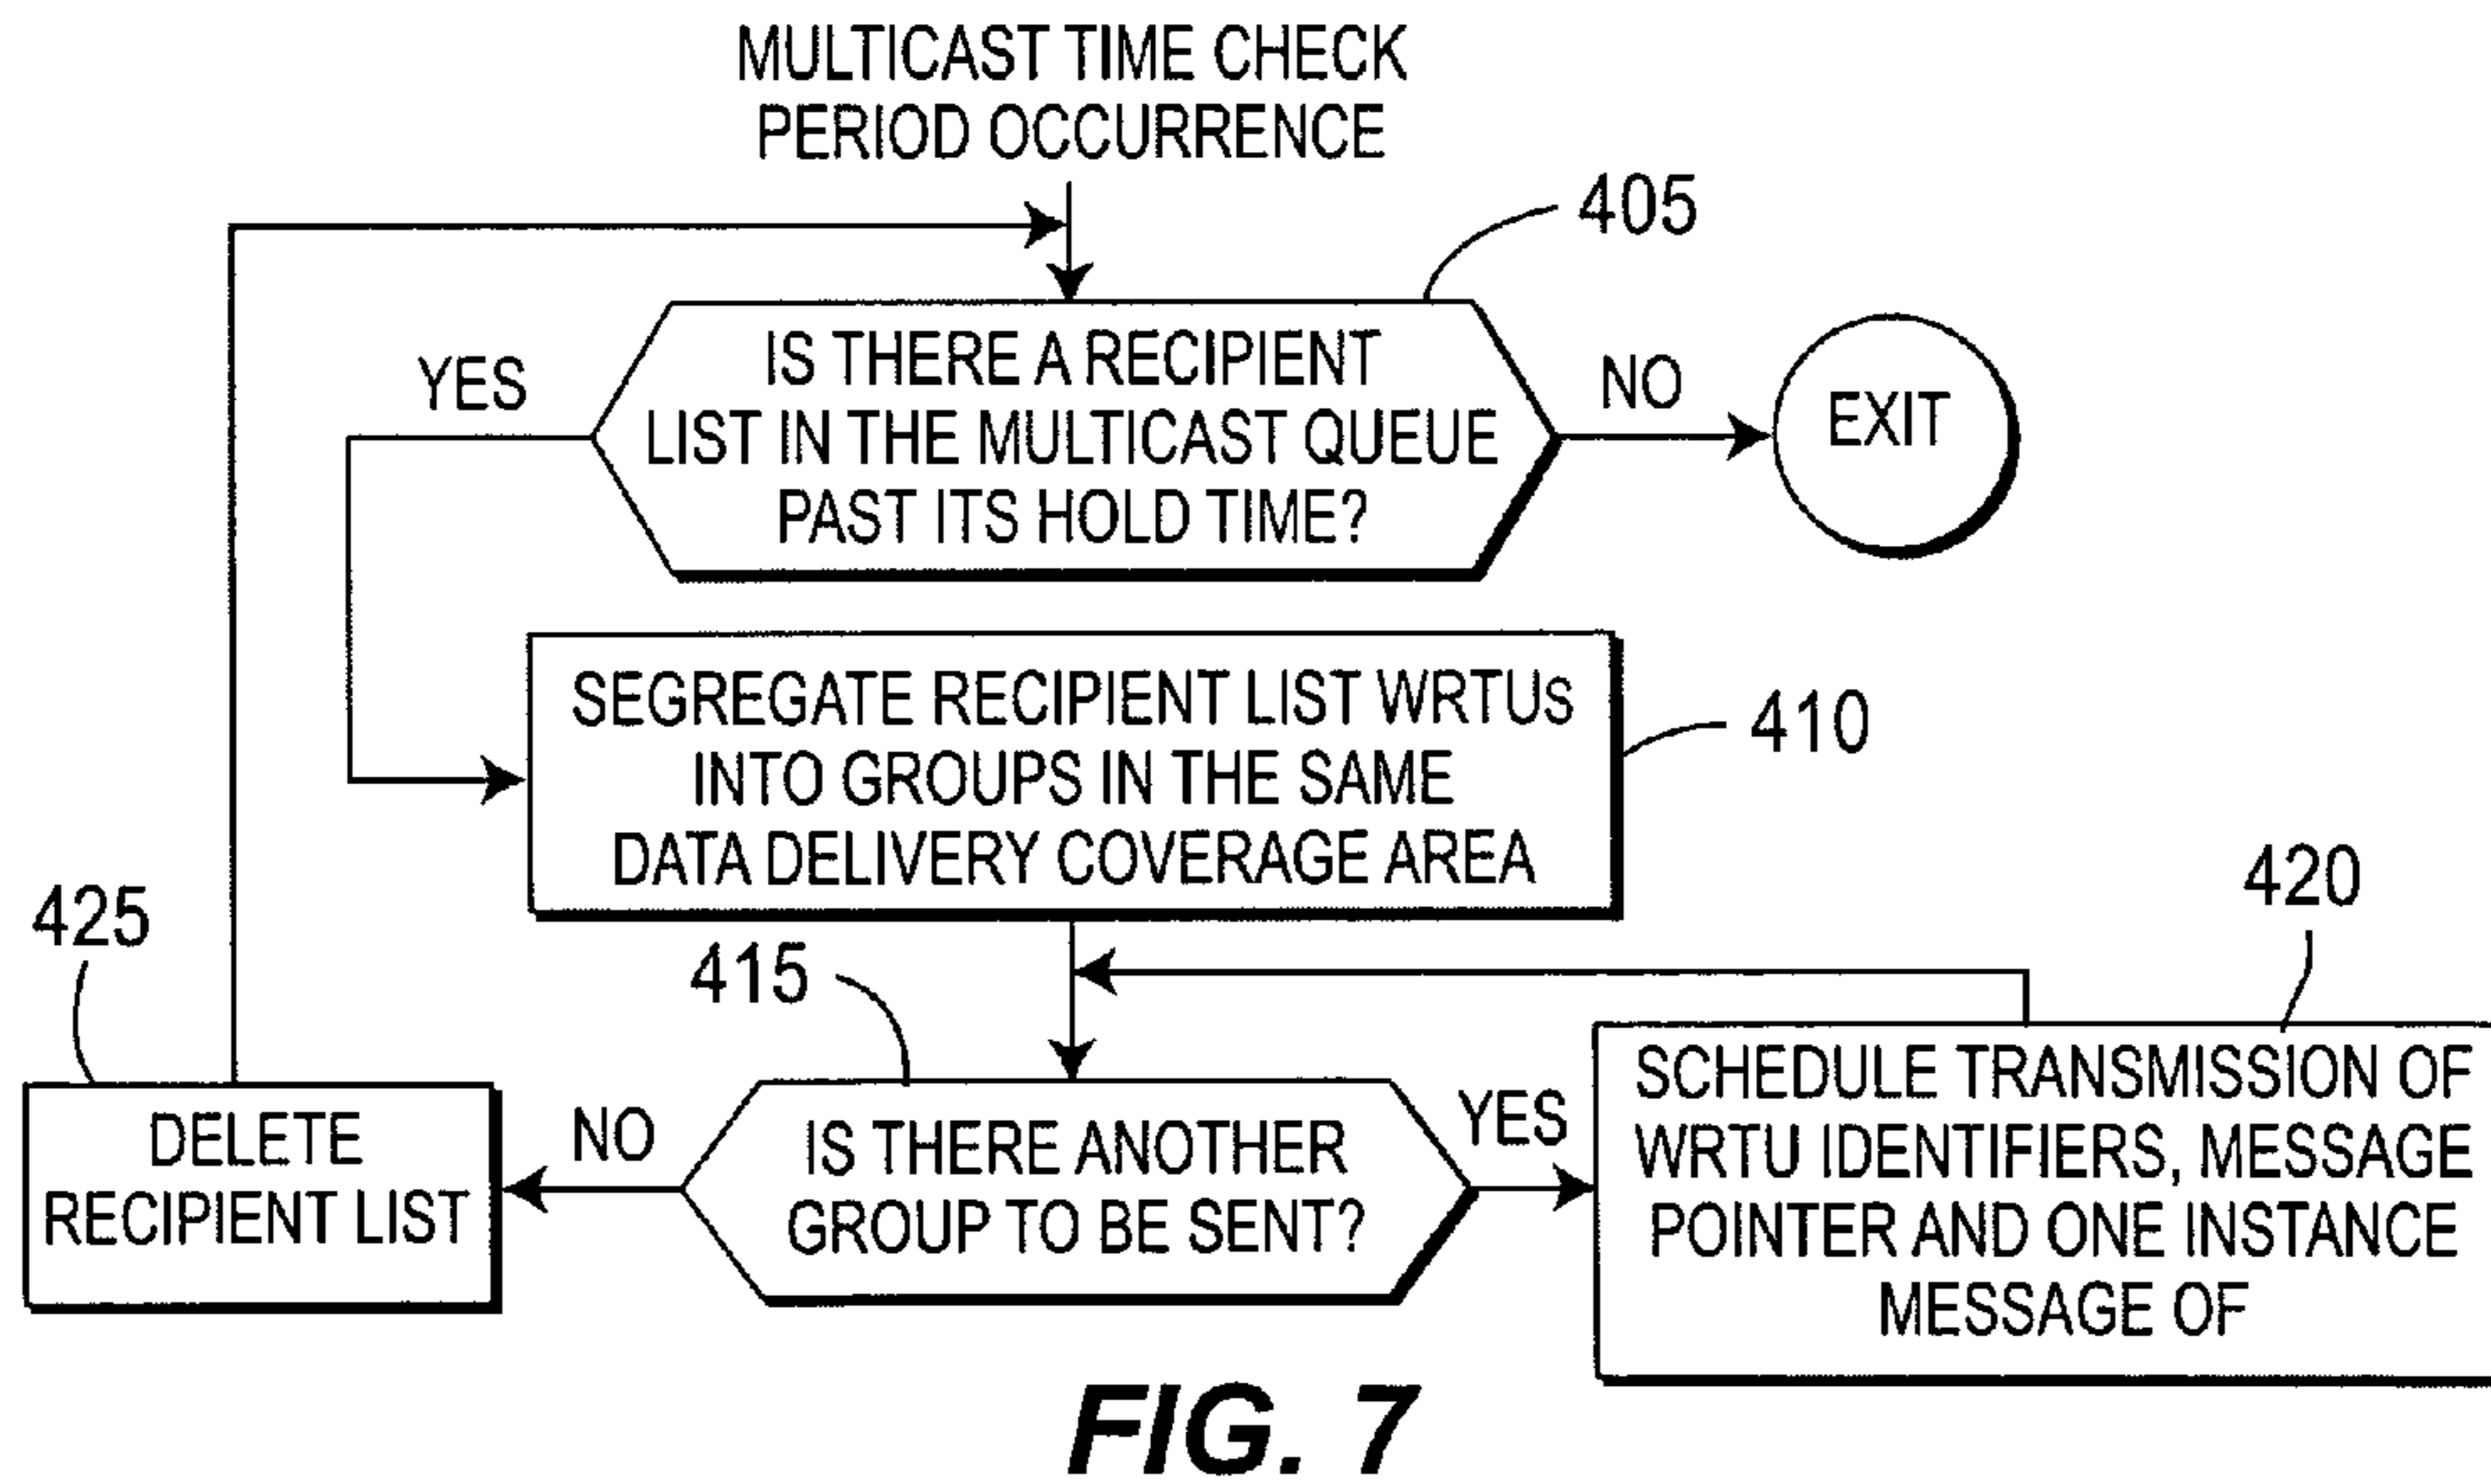 MULTICAST TIME CHECK
PERIOD OCCURRENCE
405
IS THERE A RECIPIENT
LIST IN THE MULTICAST QUEUE
PAST ITS HOLD TIME?
YES
NO
EXIT
SEGREGATE RECIPIENT LIST WRTUs
INTO GROUPS IN THE SAME
DATA DELIVERY COVERAGE AREA
410
415
IS THERE ANOTHER
GROUP TO BE SENT?
YES
420
SCHEDULE TRANSMISSION OF
WRTU IDENTIFIERS, MESSAGE
POINTER AND ONE INSTANCE
MESSAGE OF
NO
425
DELETE
RECIPIENT LIST
FIG. 7